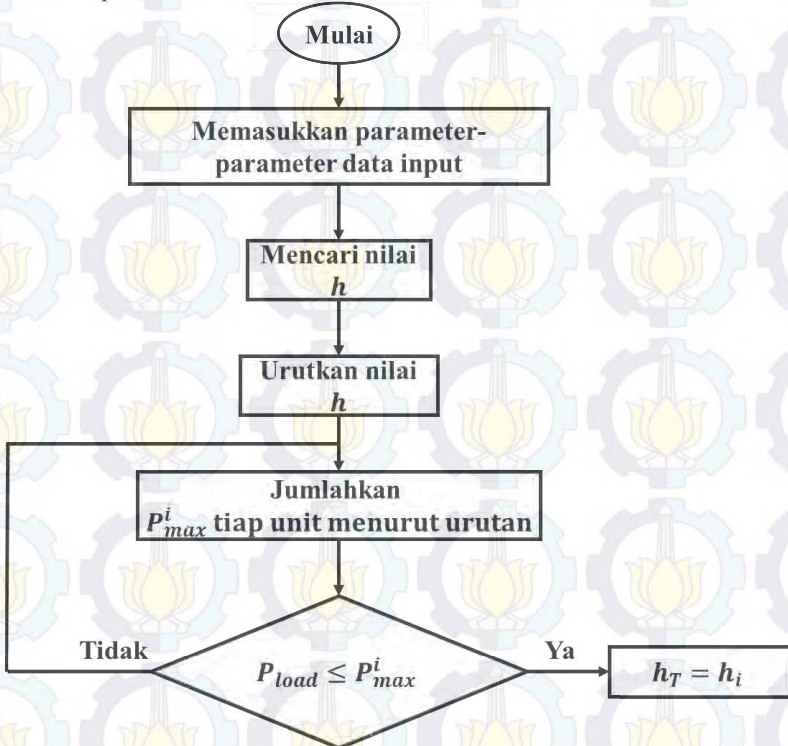 Mulai
Memasukkan parameter-
parameter data input
Mencari nilai
h
Urutkan nilai
h
Jumlahkan
P^i_max tiap unit menurut urutan
Tidak
P_load ≤ P^i_max
Ya
h_T = h_i